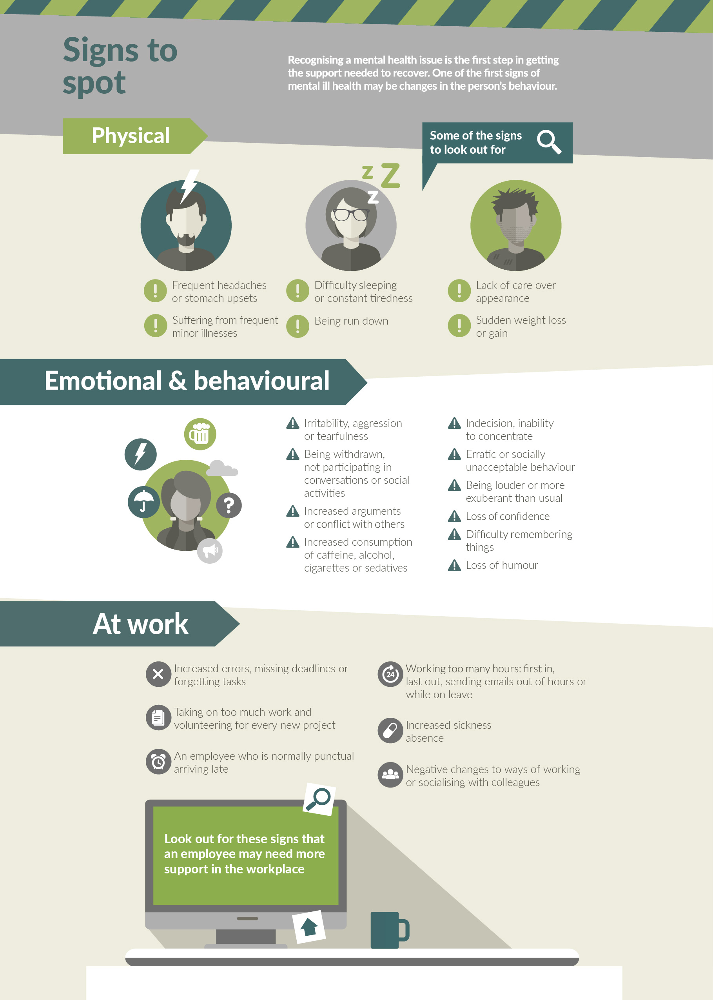 Signs to
spot
Recognising a mental health issue is the first step in getting
the support needed to recover. One of the first signs of
mental ill health may be changes in the person's behaviour.
Physical
Some of the signs
to look out for
z Z
z
Frequent headaches
or stomach upsets
Suffering from frequent
minor illnesses
Difficulty sleeping
or constant tiredness
Being run down
Lack of care over
appearance
Sudden weight loss
or gain
Emotional & behavioural
Irritability, aggression
or tearfulness
Being withdrawn,
not participating in
conversations or social
activities
Increased arguments
or conflict with others
Increased consumption
of caffeine, alcohol,
cigarettes or sedatives
Indecision, inability
to concentrate
Erratic or socially
unacceptable behaviour
Being louder or more
exuberant than usual
Loss of confidence
Difficulty remembering
things
Loss of humour
?
At work
Increased errors, missing deadlines or
forgetting tasks
Taking on too much work and
volunteering for every new project
An employee who is normally punctual
arriving late
24
Working too many hours: first in,
last out, sending emails out of hours or
while on leave
Increased sickness
absence
Negative changes to ways of working
or socialising with colleagues
Look out for these signs that
an employee may need more
support in the workplace